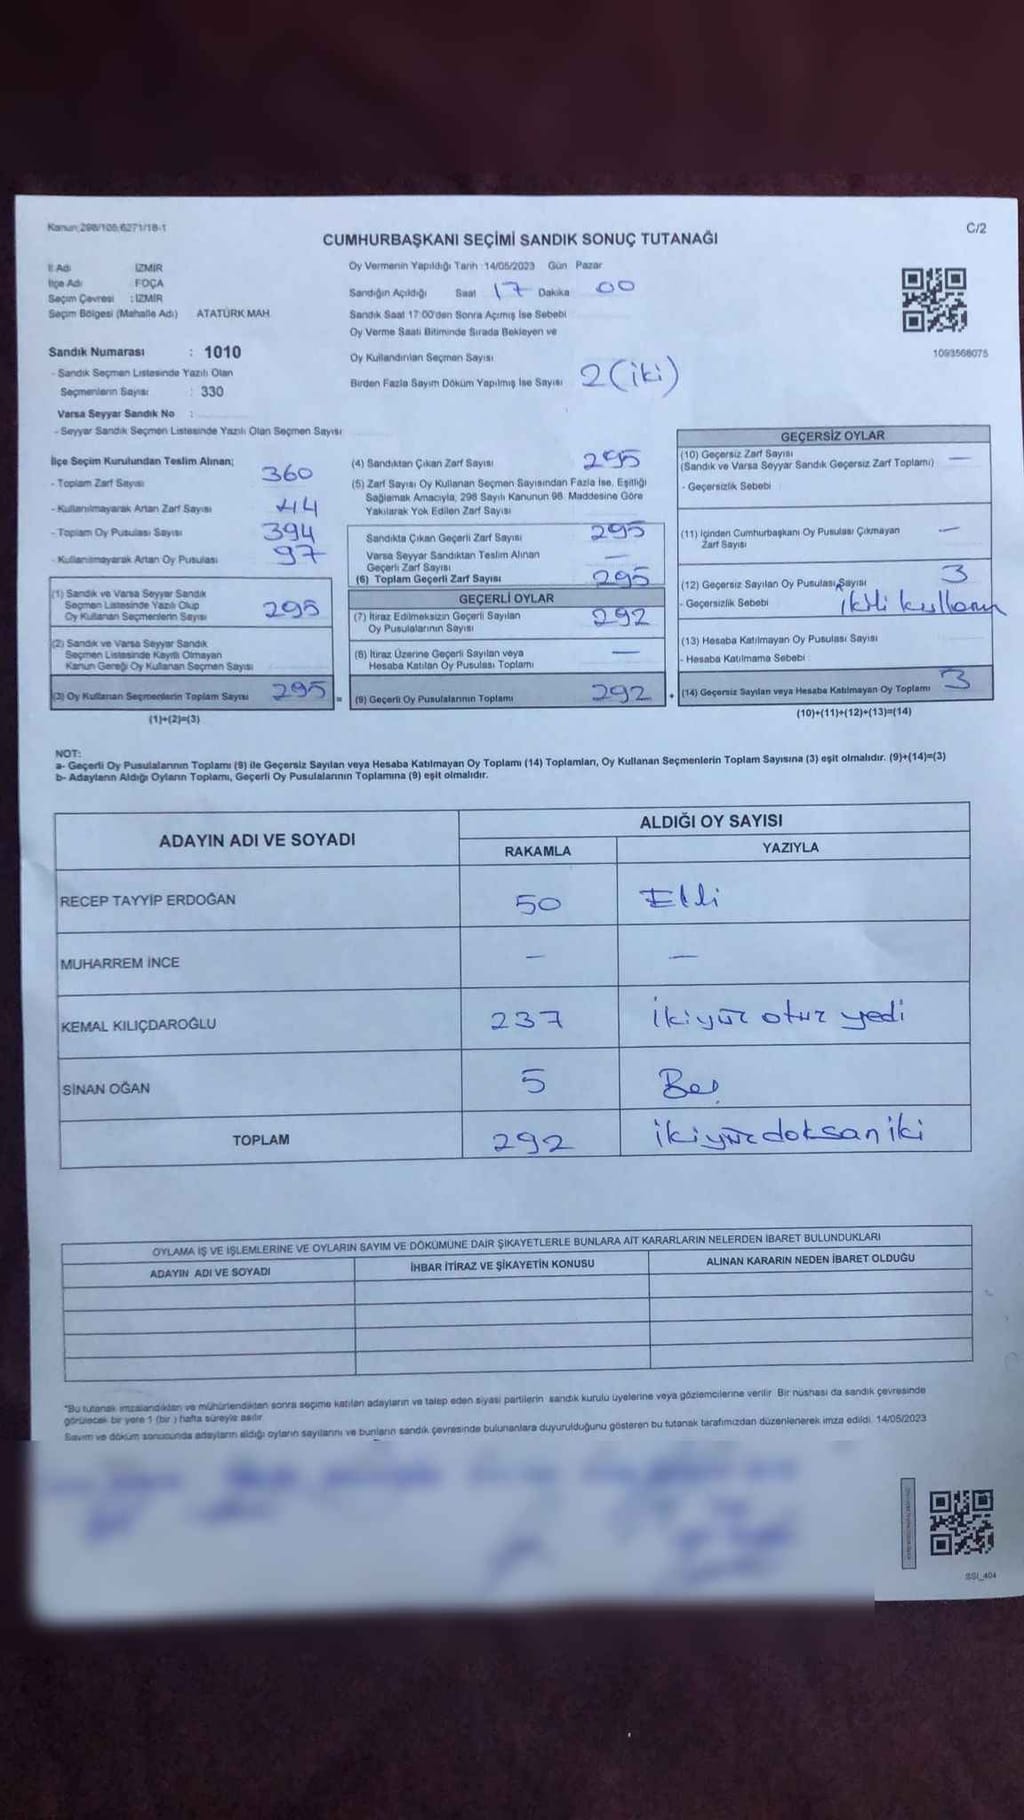 Kanun:298/105,6271/18-1
C/2
CUMHURBAŞKANI SEÇİMİ SANDIK SONUÇ TUTANAĞI
İl Adı İZMİR
İlçe Adı FOÇA
Seçim Çevresi : İZMİR
Seçim Bölgesi (Mahalle Adı) ATATÜRK MAH.
Oy Vermenin Yapıldığı Tarih 14/05/2023 Gün Pazar
Sandığın Açıldığı Saat 17 Dakika 00
Sandık Saat 17:00'den Sonra Açılmış İse Sebebi
Oy Verme Saati Bitiminde Sırada Bekleyen ve
Oy Kullandırılan Seçmen Sayısı
Birden Fazla Sayım Döküm Yapılmış İse Sayısı 2 (iki)
1093568075
Sandık Numarası : 1010
- Sandık Seçmen Listesinde Yazılı Olan
Seçmenlerin Sayısı : 330
Varsa Seyyar Sandık No :
- Seyyar Sandık Seçmen Listesinde Yazılı Olan Seçmen Sayısı
İlçe Seçim Kurulundan Teslim Alınan;
- Toplam Zarf Sayısı 360
- Kullanılmayarak Artan Zarf Sayısı 44
- Toplam Oy Pusulası Sayısı 394
- Kullanılmayarak Artan Oy Pusulası 97
(1) Sandık ve Varsa Seyyar Sandık
Seçmen Listesinde Yazılı Olup
Oy Kullanan Seçmenlerin Sayısı 295
(2) Sandık ve Varsa Seyyar Sandık
Seçmen Listesinde Kayıtlı Olmayan
Kanun Gereği Oy Kullanan Seçmen Sayısı
(3) Oy Kullanan Seçmenlerin Toplam Sayısı 295 =
(1)+(2)=(3)
(4) Sandıktan Çıkan Zarf Sayısı 295
(5) Zarf Sayısı Oy Kullanan Seçmen Sayısından Fazla İse, Eşitliği
Sağlamak Amacıyla, 298 Sayılı Kanunun 98. Maddesine Göre
Yakılarak Yok Edilen Zarf Sayısı
Sandıkta Çıkan Geçerli Zarf Sayısı 295
Varsa Seyyar Sandıktan Teslim Alınan
Geçerli Zarf Sayısı —
(6) Toplam Geçerli Zarf Sayısı 295
GEÇERLİ OYLAR
(7) İtiraz Edilmeksizin Geçerli Sayılan
Oy Pusulalarının Sayısı 292
(8) İtiraz Üzerine Geçerli Sayılan veya
Hesaba Katılan Oy Pusulası Toplamı —
(9) Geçerli Oy Pusulalarının Toplamı 292 +
GEÇERSİZ OYLAR
(10) Geçersiz Zarf Sayısı —
(Sandık ve Varsa Seyyar Sandık Geçersiz Zarf Toplamı)
- Geçersizlik Sebebi
(11) İçinden Cumhurbaşkanı Oy Pusulası Çıkmayan —
Zarf Sayısı
(12) Geçersiz Sayılan Oy Pusulası Sayısı 3
- Geçersizlik Sebebi ikili kullanım
(13) Hesaba Katılmayan Oy Pusulası Sayısı
- Hesaba Katılmama Sebebi
(14) Geçersiz Sayılan veya Hesaba Katılmayan Oy Toplamı 3
(10)+(11)+(12)+(13)=(14)
NOT:
a- Geçerli Oy Pusulalarının Toplamı (9) ile Geçersiz Sayılan veya Hesaba Katılmayan Oy Toplamı (14) Toplamları, Oy Kullanan Seçmenlerin Toplam Sayısına (3) eşit olmalıdır. (9)+(14)=(3)
b- Adayların Aldığı Oyların Toplamı, Geçerli Oy Pusulalarının Toplamına (9) eşit olmalıdır.
ADAYIN ADI VE SOYADI ALDIĞI OY SAYISI
RAKAMLA YAZIYLA
RECEP TAYYİP ERDOĞAN 50 Elli
MUHARREM İNCE — —
KEMAL KILIÇDAROĞLU 237 ikiyüz otuz yedi
SİNAN OĞAN 5 Beş
TOPLAM 292 ikiyüzdoksaniki
OYLAMA İŞ VE İŞLEMLERİNE VE OYLARIN SAYIM VE DÖKÜMÜNE DAİR ŞİKAYETLERLE BUNLARA AİT KARARLARIN NELERDEN İBARET BULUNDUKLARI
ADAYIN ADI VE SOYADI İHBAR İTİRAZ VE ŞİKAYETİN KONUSU ALINAN KARARIN NEDEN İBARET OLDUĞU
"Bu tutanak imzalandıktan ve mühürlendikten sonra seçime katılan adayların ve talep eden siyasi partilerin sandık kurulu üyelerine veya gözlemcilerine verilir. Bir nüshası da sandık çevresinde
görülecek bir yere 1 (bir ) hafta süreyle asılır.
Sayım ve döküm sonucunda adayların aldığı oyların sayılarını ve bunların sandık çevresinde bulunanlara duyurulduğunu gösteren bu tutanak tarafımızdan düzenlenerek imza edildi. 14/05/2023
SSI_404